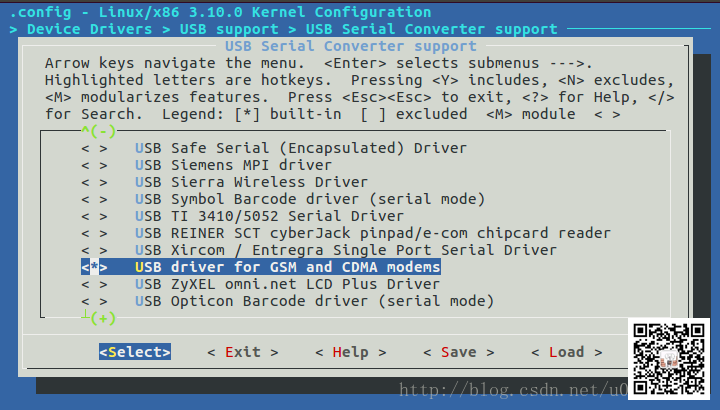 .config - Linux/x86 3.10.0 Kernel Configuration
> Device Drivers > USB support > USB Serial Converter support
USB Serial Converter support
Arrow keys navigate the menu.  <Enter> selects submenus --->.
Highlighted letters are hotkeys.  Pressing <Y> includes, <N> excludes,
<M> modularizes features.  Press <Esc><Esc> to exit, <?> for Help, </>
for Search.  Legend: [*] built-in  [ ] excluded  <M> module  < >
^(-)
< >   USB Safe Serial (Encapsulated) Driver
< >   USB Siemens MPI driver
< >   USB Sierra Wireless Driver
< >   USB Symbol Barcode driver (serial mode)
< >   USB TI 3410/5052 Serial Driver
< >   USB REINER SCT cyberJack pinpad/e-com chipcard reader
< >   USB Xircom / Entregra Single Port Serial Driver
<*>   USB driver for GSM and CDMA modems
< >   USB ZyXEL omni.net LCD Plus Driver
< >   USB Opticon Barcode driver (serial mode)
(+)
<Select>    < Exit >    < Help >    < Save >    < Load >
http://blog.csdn.net/u0